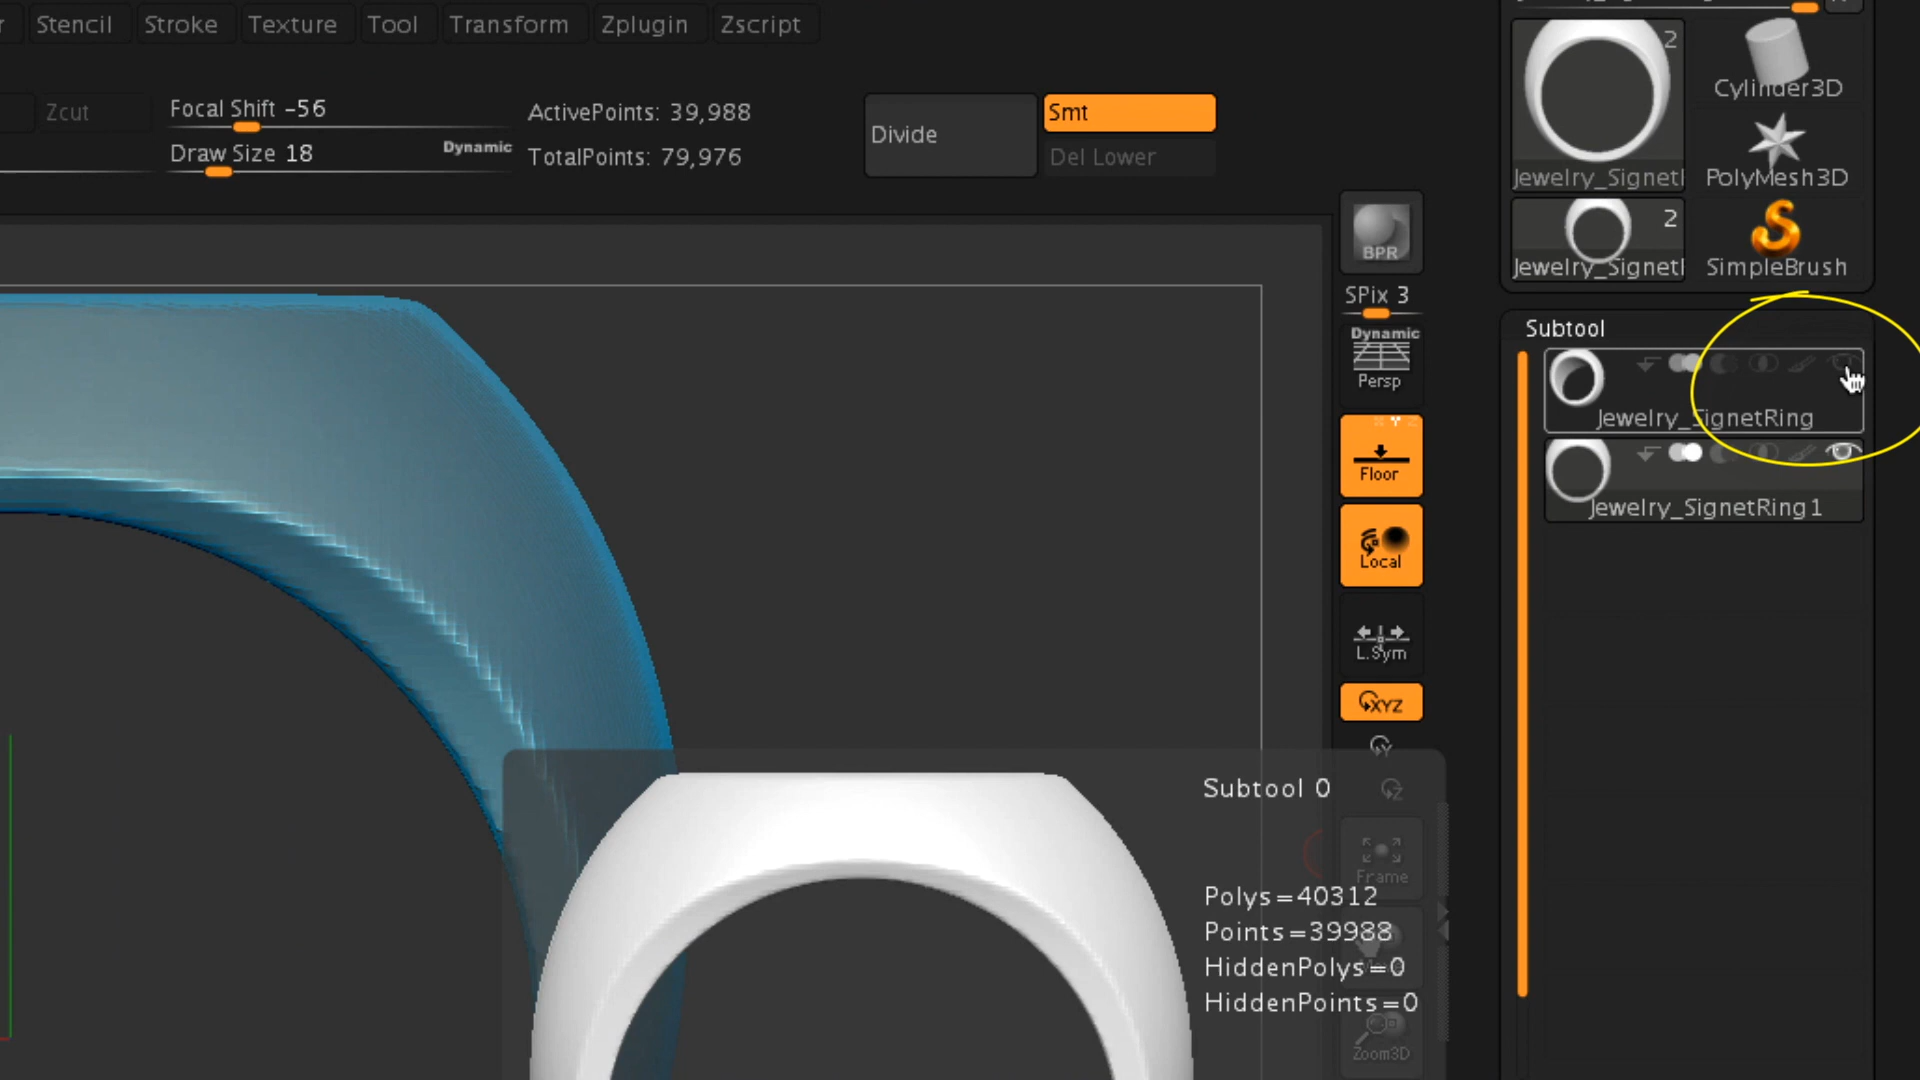 r Stencil Stroke Texture Tool Transform Zplugin Zscript
Zcut
Focal Shift -56
Draw Size 18
Dynamic
ActivePoints: 39,988
TotalPoints: 79,976
Divide
Smt
Del Lower
2
Cylinder3D
Jewelry_Signet
PolyMesh3D
2
Jewelry_Signet
SimpleBrush
BPR
SPix 3
Dynamic
Persp
Floor
Local
L.Sym
XYZ
Y
Z
Frame
Zoom3D
Subtool
Jewelry_SignetRing
Jewelry_SignetRing1
Subtool 0
Polys=40312
Points=39988
HiddenPolys=0
HiddenPoints=0